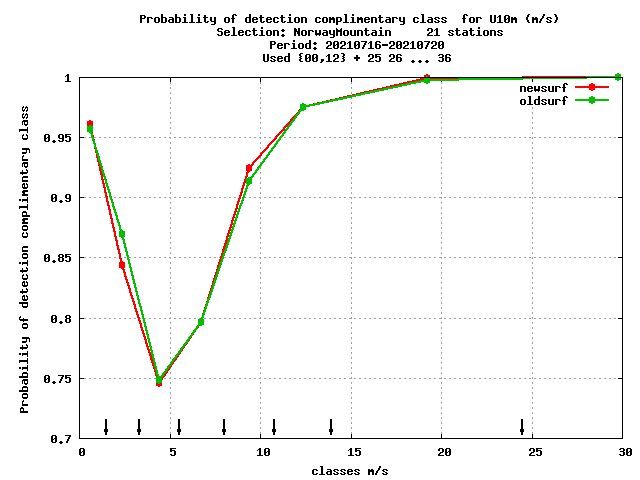 Probability of detection complimentary class  for U10m (m/s)
Selection: NorwayMountain     21 stations
Period: 20210716-20210720
Used {00,12} + 25 26 ... 36
Probability of detection complimentary class
1
0,95
0,9
0,85
0,8
0,75
0,7
newsurf
oldsurf
0 5 10 15 20 25 30
classes m/s